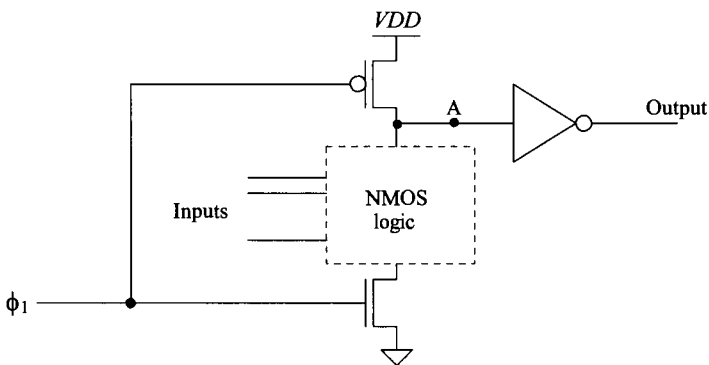 VDD
A
Output
Inputs
NMOS
logic
ϕ1